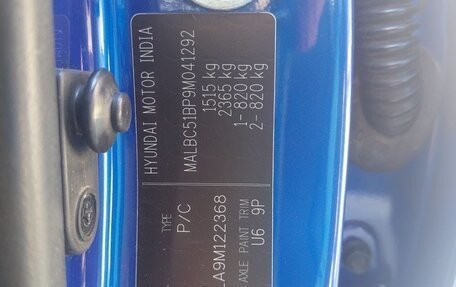 HYUNDAI MOTOR INDIA
MALBC51BP9M041292
1515 kg
2365 kg
1- 820 kg
2- 820 kg
TYPE
P/C
LA9M122368
AXLE PAINT TRIM
U6 9P